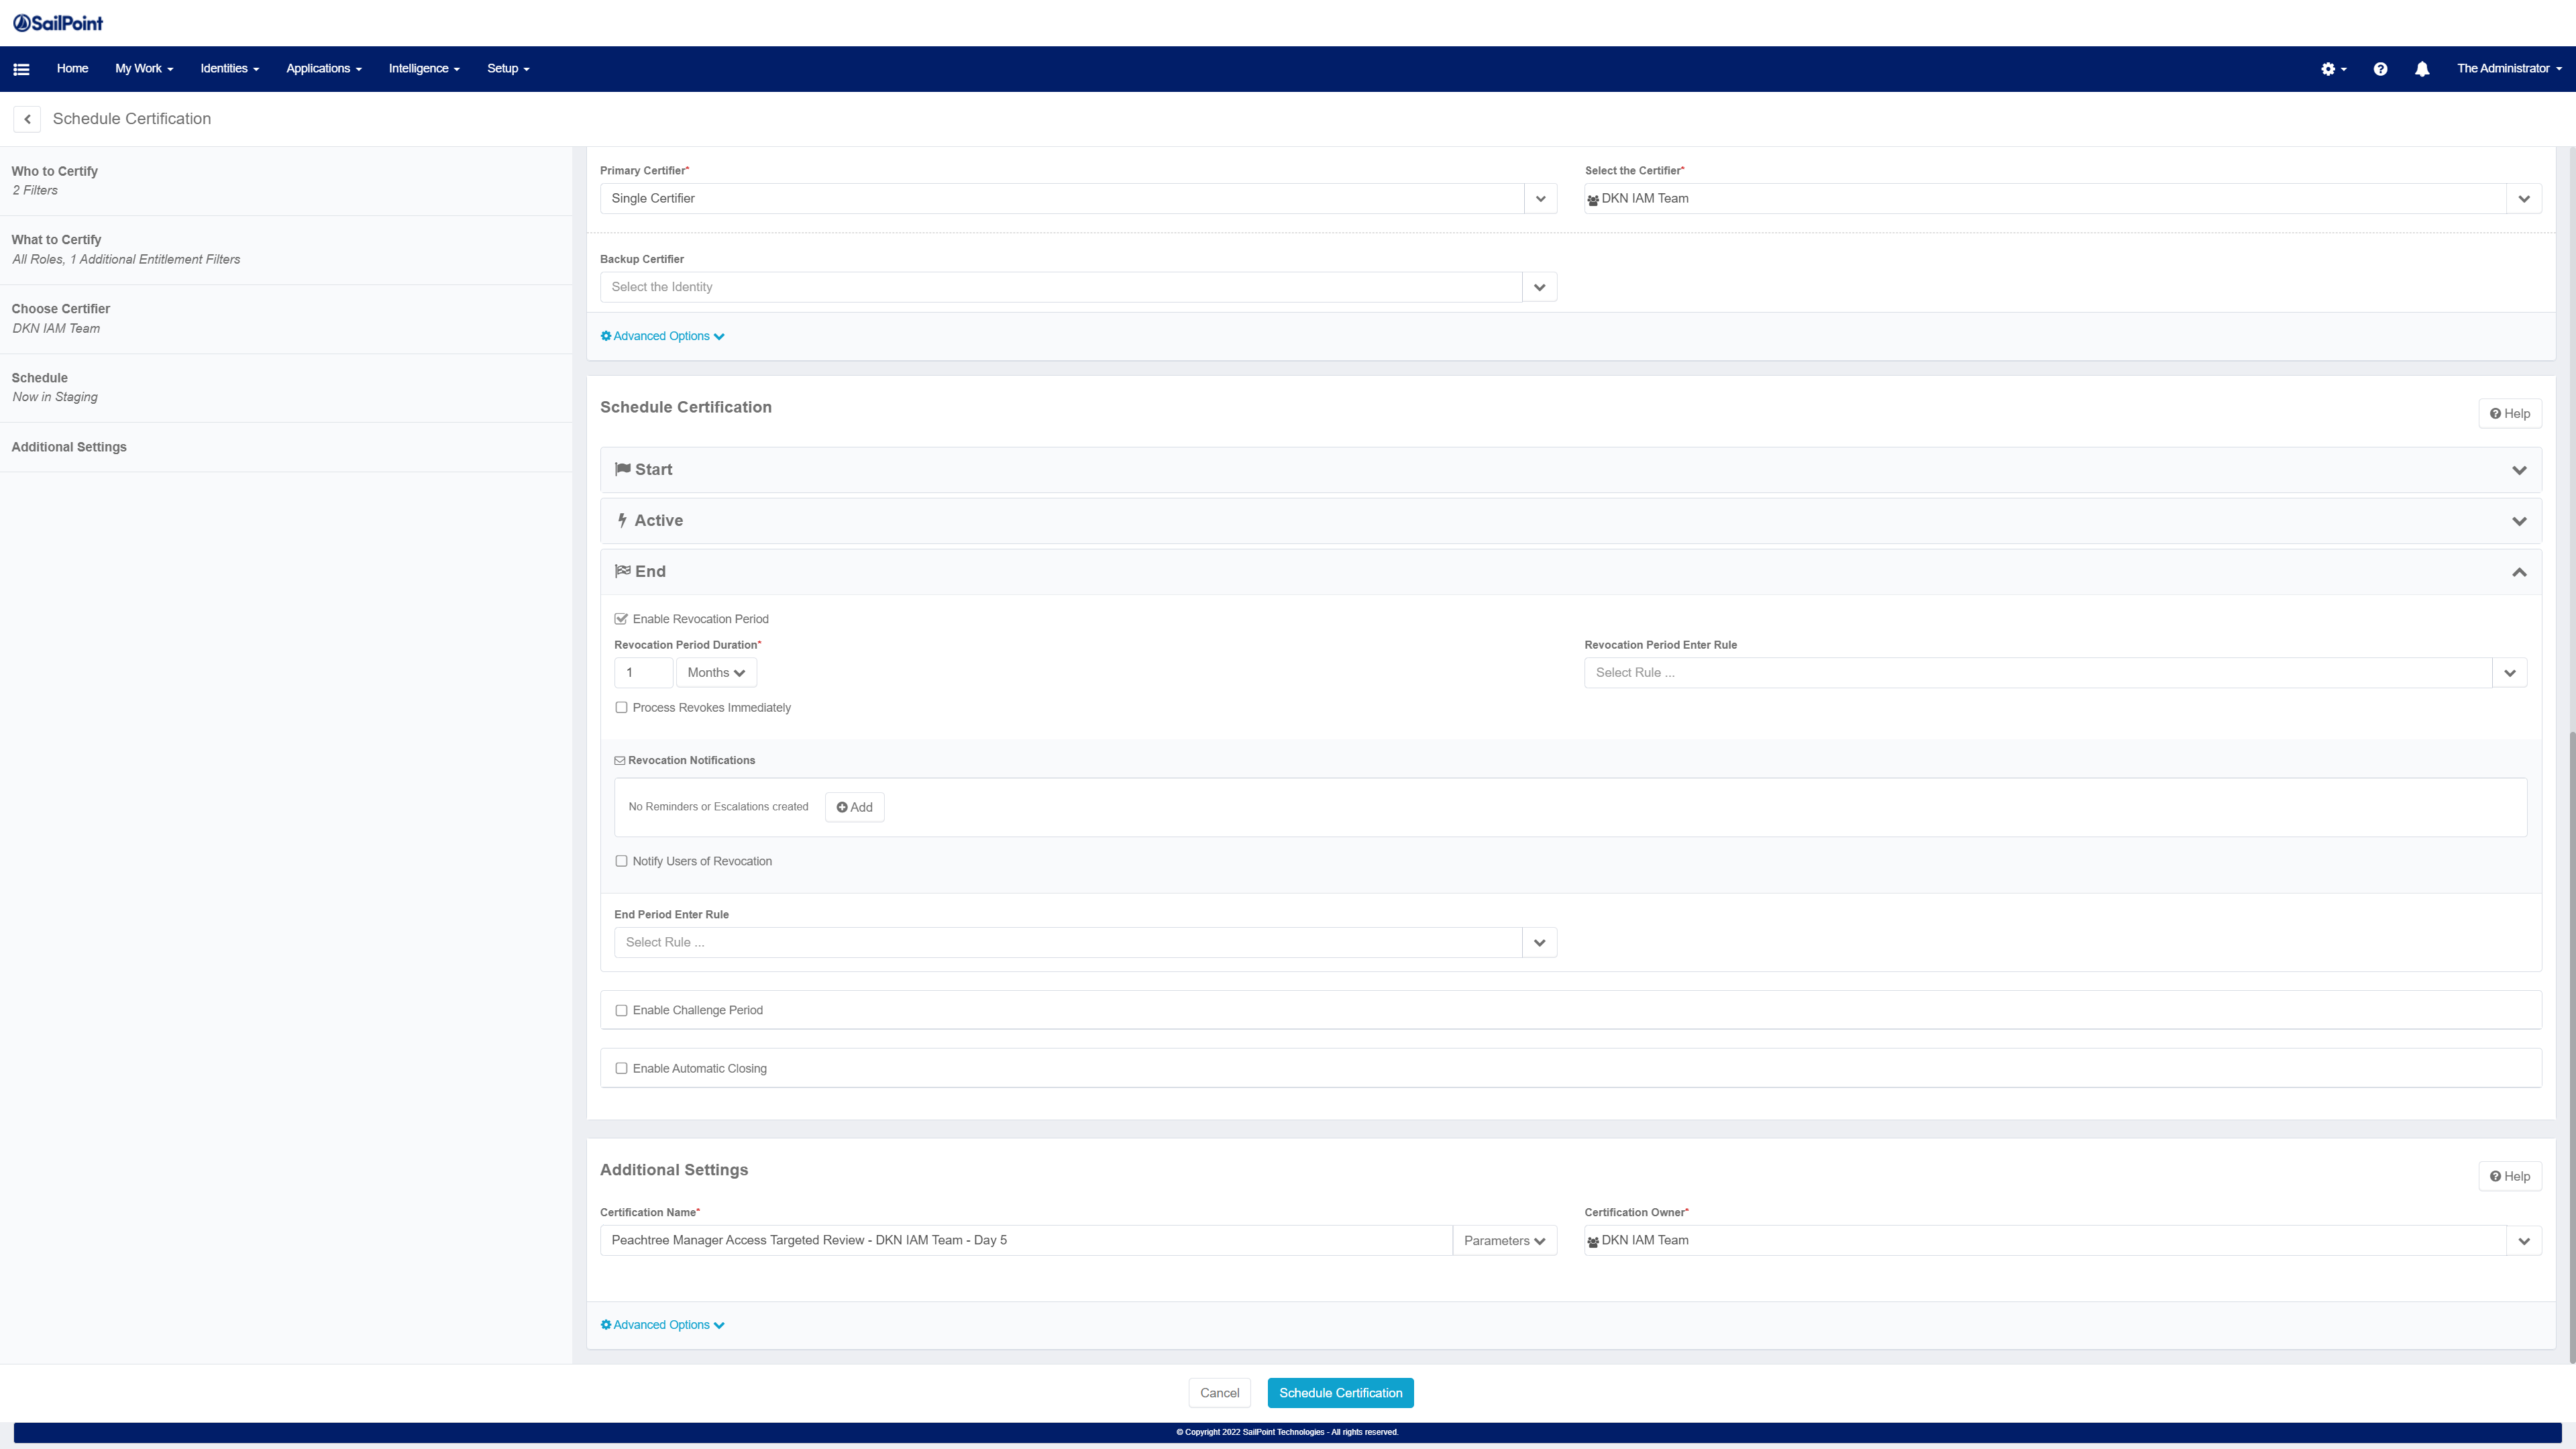 SailPoint
Home My Work Identities Applications Intelligence Setup The Administrator
Schedule Certification
Who to Certify
2 Filters
What to Certify
All Roles, 1 Additional Entitlement Filters
Choose Certifier
DKN IAM Team
Schedule
Now in Staging
Additional Settings
Primary Certifier* Select the Certifier*
Single Certifier DKN IAM Team
Backup Certifier
Select the Identity
Advanced Options
Schedule Certification
Help
Start
Active
End
Enable Revocation Period
Revocation Period Duration* Revocation Period Enter Rule
1 Months Select Rule ...
Process Revokes Immediately
Revocation Notifications
No Reminders or Escalations created Add
Notify Users of Revocation
End Period Enter Rule
Select Rule ...
Enable Challenge Period
Enable Automatic Closing
Additional Settings
Help
Certification Name* Certification Owner*
Peachtree Manager Access Targeted Review - DKN IAM Team - Day 5 Parameters DKN IAM Team
Advanced Options
Cancel Schedule Certification
© Copyright 2022 SailPoint Technologies - All rights reserved.